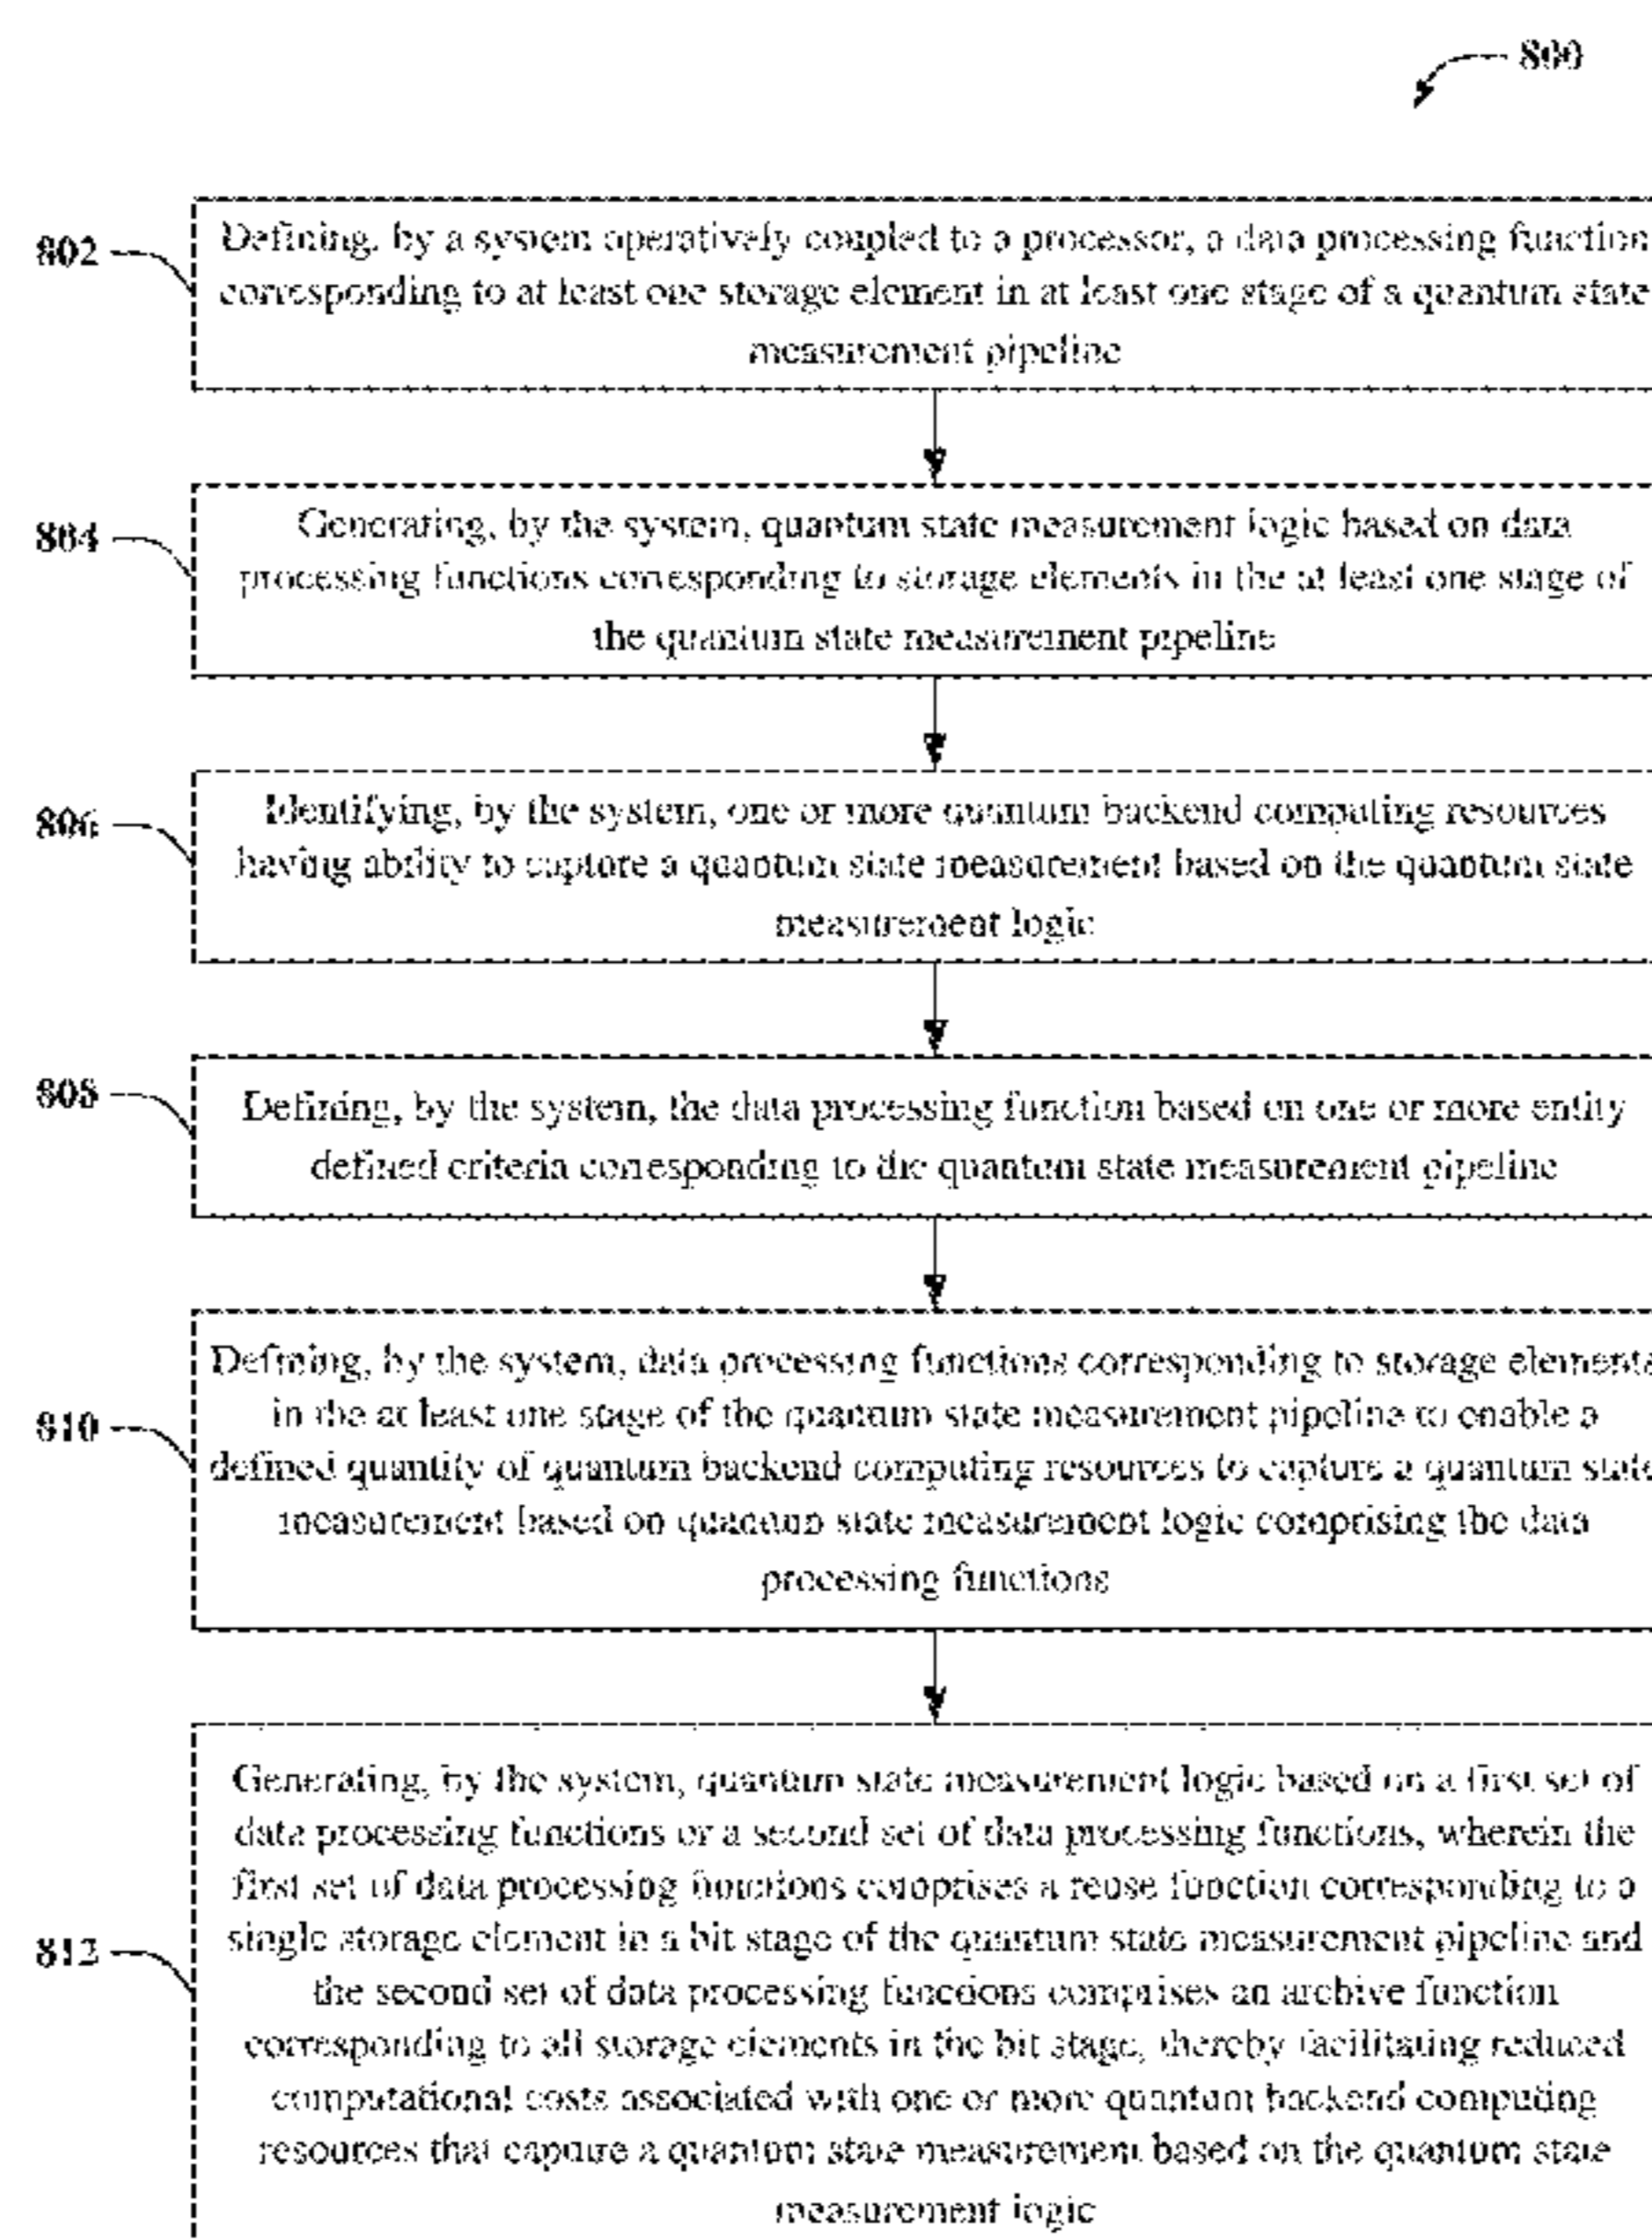 800
802
Defining, by a system operatively coupled to a processor, a data processing function
corresponding to at least one storage element in at least one stage of a quantum state
measurement pipeline
804
Generating, by the system, quantum state measurement logic based on data
processing functions corresponding to storage elements in the at least one stage of
the quantum state measurement pipeline
806
Identifying, by the system, one or more quantum backend computing resources
having ability to capture a quantum state measurement based on the quantum state
measurement logic
808
Defining, by the system, the data processing function based on one or more entity
defined criteria corresponding to the quantum state measurement pipeline
810
Defining, by the system, data processing functions corresponding to storage elements
in the at least one stage of the quantum state measurement pipeline to enable a
defined quantity of quantum backend computing resources to capture a quantum state
measurement based on quantum state measurement logic comprising the data
processing functions
812
Generating, by the system, quantum state measurement logic based on a first set of
data processing functions or a second set of data processing functions, wherein the
first set of data processing functions comprises a reuse function corresponding to a
single storage element in a bit stage of the quantum state measurement pipeline and
the second set of data processing functions comprises an archive function
corresponding to all storage elements in the bit stage, thereby facilitating reduced
computational costs associated with one or more quantum backend computing
resources that capture a quantum state measurement based on the quantum state
measurement logic